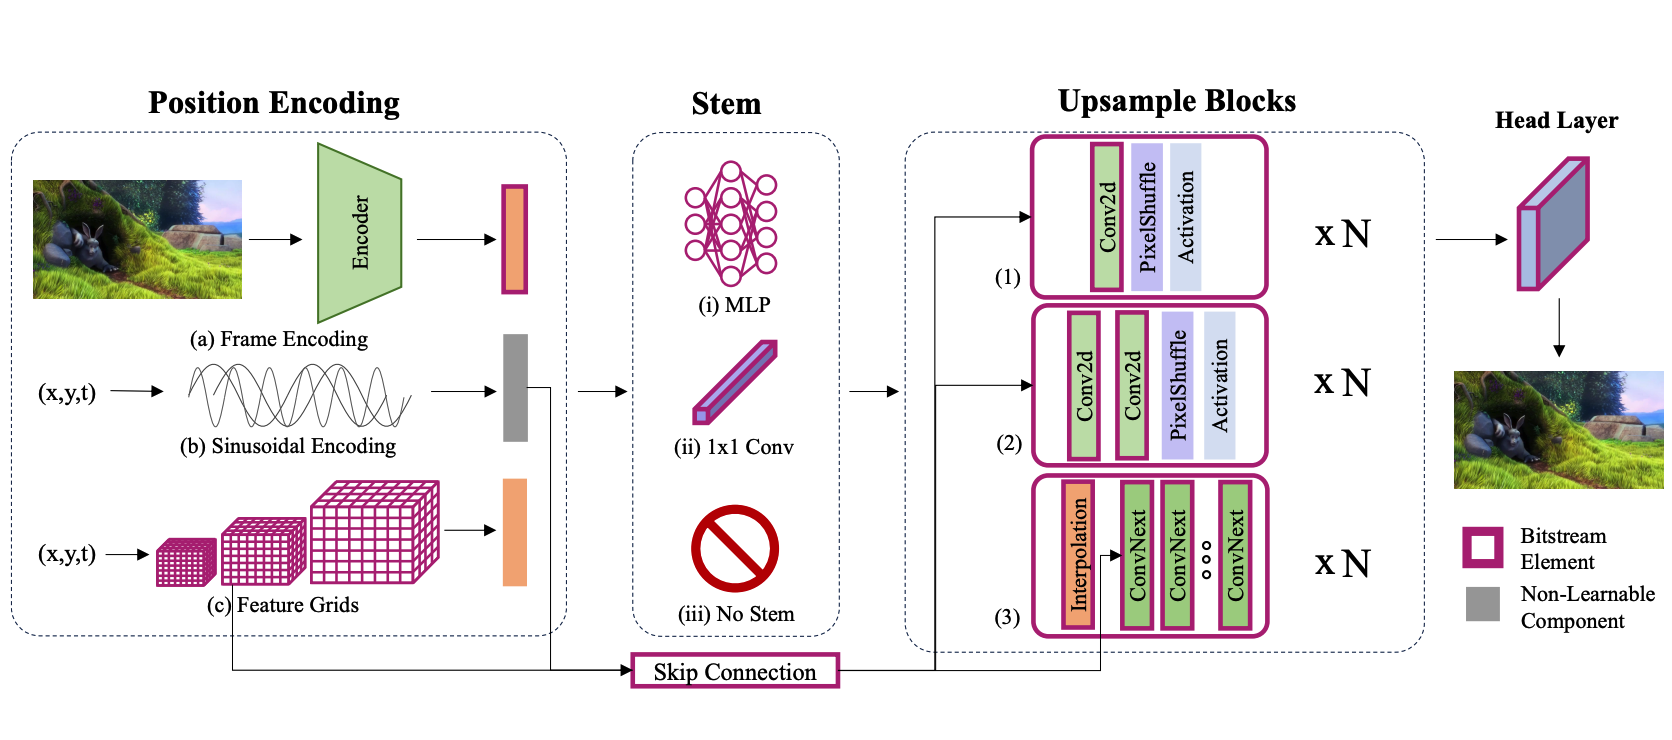 Position Encoding
Stem
Upsample Blocks
Head Layer
Encoder
(a) Frame Encoding
(x,y,t)
(b) Sinusoidal Encoding
(x,y,t)
(c) Feature Grids
(i) MLP
(ii) 1x1 Conv
(iii) No Stem
Skip Connection
(1)
Conv2d
PixelShuffle
Activation
x N
(2)
Conv2d
Conv2d
PixelShuffle
Activation
x N
(3)
Interpolation
ConvNext
ConvNext
ConvNext
x N
Bitstream
Element
Non-Learnable
Component